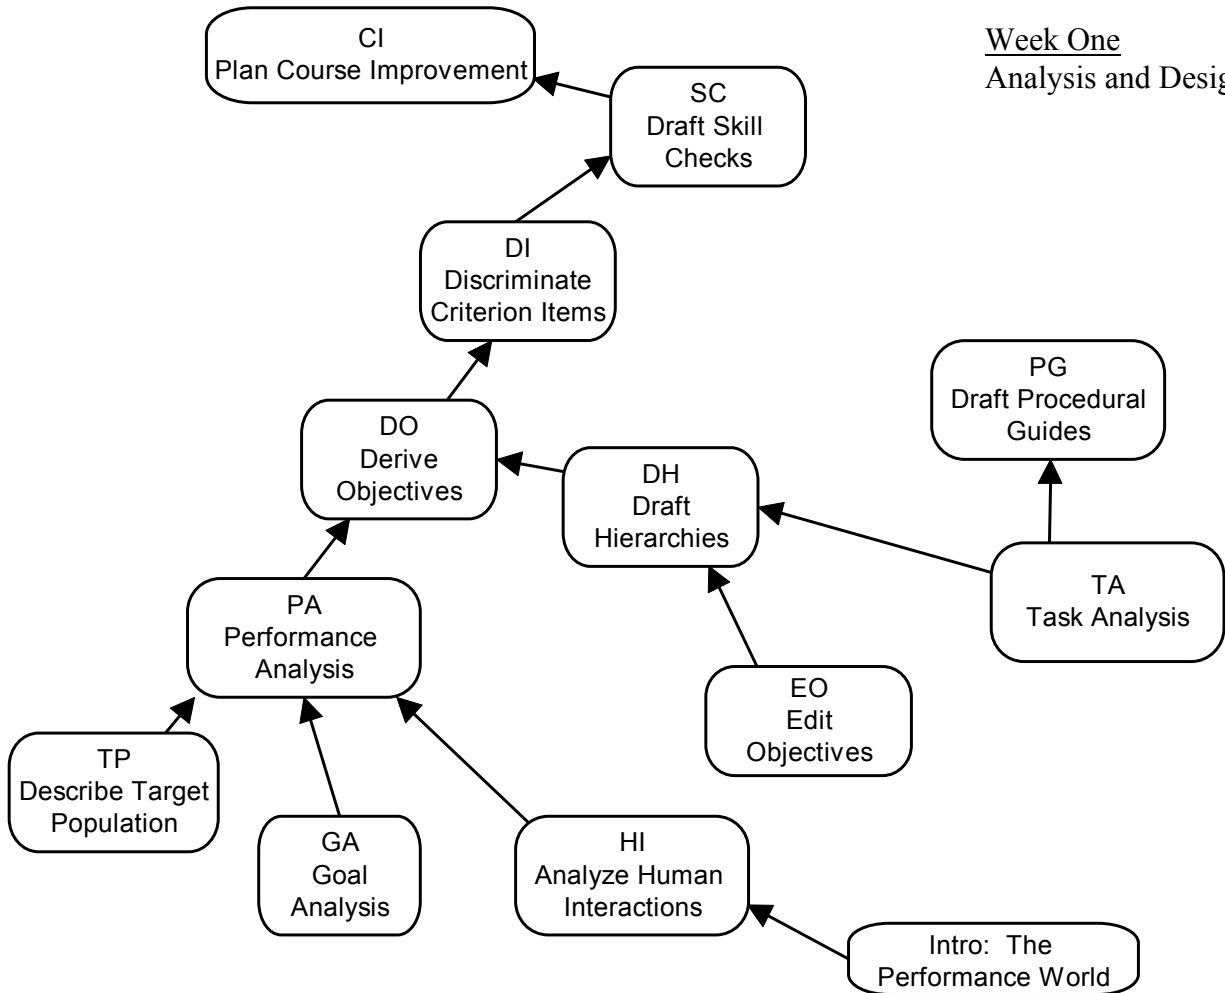 Week One
Analysis and Desig
CI
Plan Course Improvement
SC
Draft Skill
Checks
DI
Discriminate
Criterion Items
PG
Draft Procedural
Guides
DO
Derive
Objectives
DH
Draft
Hierarchies
TA
Task Analysis
PA
Performance
Analysis
EO
Edit
Objectives
TP
Describe Target
Population
GA
Goal
Analysis
HI
Analyze Human
Interactions
Intro:  The
Performance World